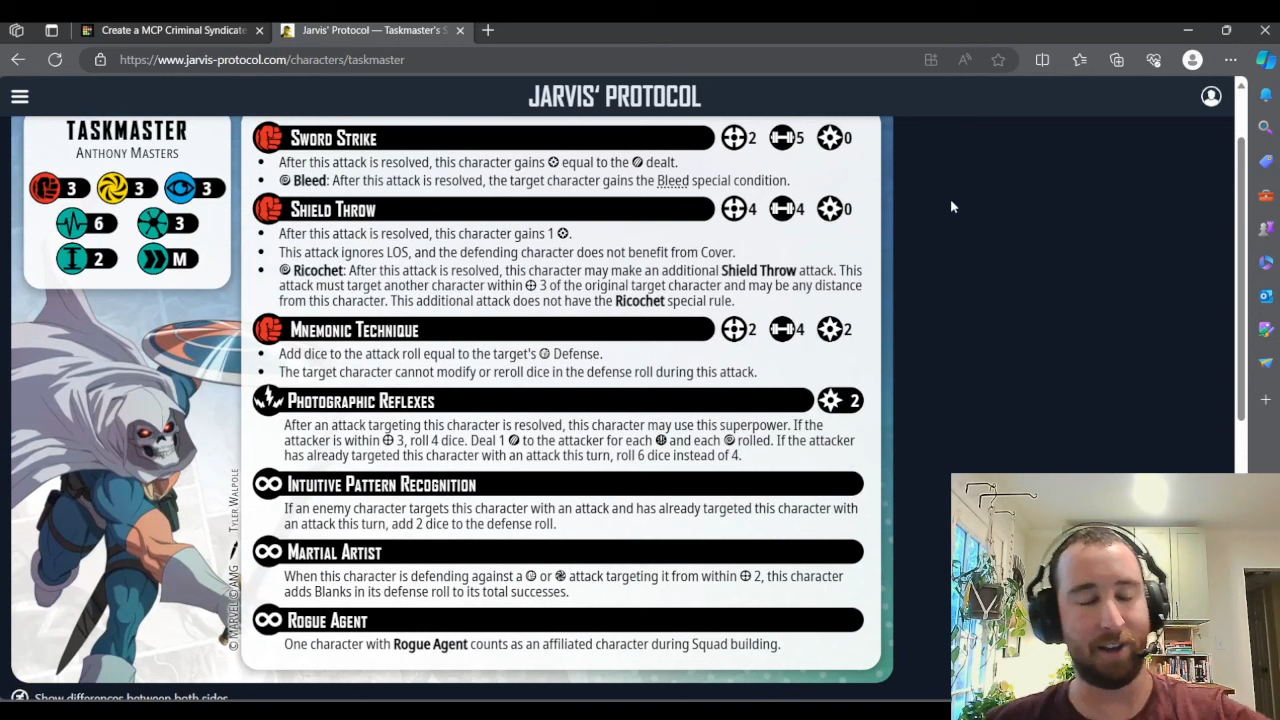 Create a MCP Criminal Syndicate
Jarvis' Protocol — Taskmaster's S
https://www.jarvis-protocol.com/characters/taskmaster
JARVIS' PROTOCOL
TASKMASTER
Anthony Masters
3 3 3
6 3
2 M
SWORD STRIKE 2 5 0
After this attack is resolved, this character gains equal to the dealt.
Bleed: After this attack is resolved, the target character gains the Bleed special condition.
SHIELD THROW 4 4 0
After this attack is resolved, this character gains 1 .
This attack ignores LOS, and the defending character does not benefit from Cover.
Ricochet: After this attack is resolved, this character may make an additional Shield Throw attack. This
attack must target another character within 3 of the original target character and may be any distance
from this character. This additional attack does not have the Ricochet special rule.
MNEMONIC TECHNIQUE 2 4 2
Add dice to the attack roll equal to the target's Defense.
The target character cannot modify or reroll dice in the defense roll during this attack.
PHOTOGRAPHIC REFLEXES 2
After an attack targeting this character is resolved, this character may use this superpower. If the
attacker is within 3, roll 4 dice. Deal 1 to the attacker for each and each rolled. If the attacker
has already targeted this character with an attack this turn, roll 6 dice instead of 4.
INTUITIVE PATTERN RECOGNITION
If an enemy character targets this character with an attack and has already targeted this character with
an attack this turn, add 2 dice to the defense roll.
MARTIAL ARTIST
When this character is defending against a or attack targeting it from within 2, this character
adds Blanks in its defense roll to its total successes.
ROGUE AGENT
One character with Rogue Agent counts as an affiliated character during Squad building.
© MARVEL © AMG TYLER WALPOLE
Show differences between both sides